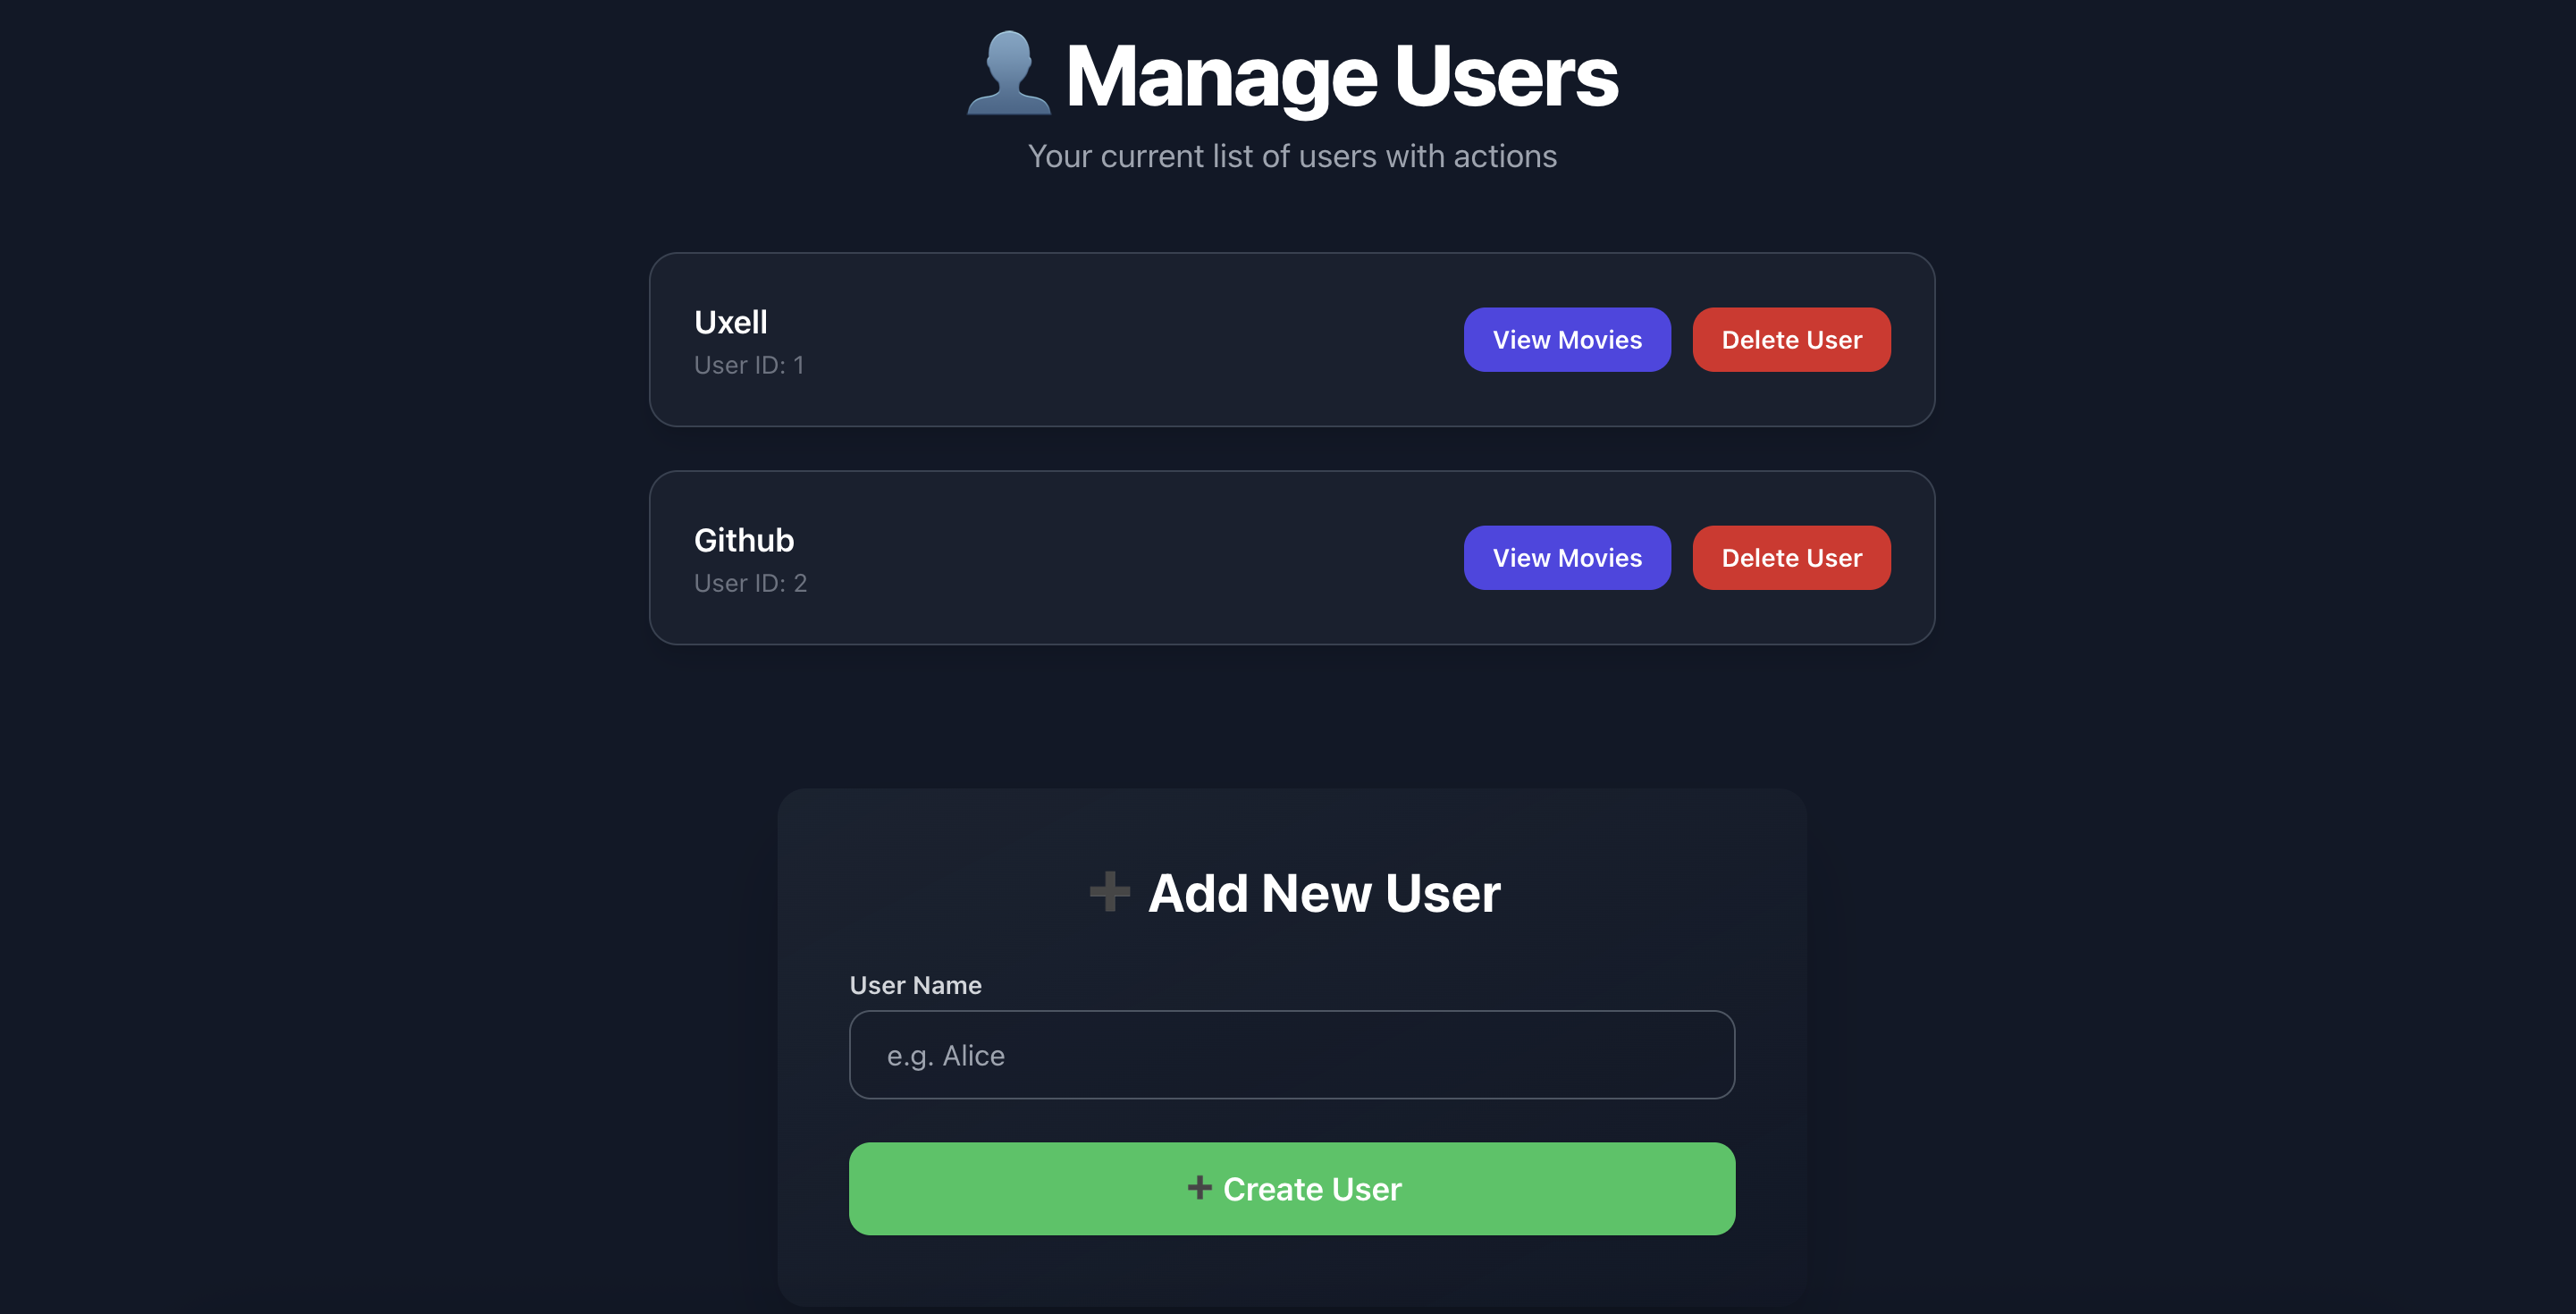 Manage Users
Your current list of users with actions
Uxell
User ID: 1
View Movies
Delete User
Github
User ID: 2
View Movies
Delete User
Add New User
User Name
e.g. Alice
Create User